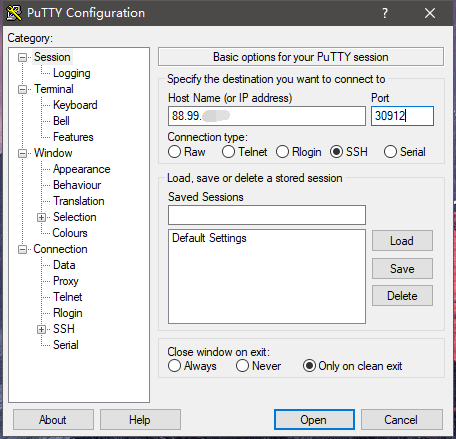 PuTTY Configuration
Category:
Session
Logging
Terminal
Keyboard
Bell
Features
Window
Appearance
Behaviour
Translation
Selection
Colours
Connection
Data
Proxy
Telnet
Rlogin
SSH
Serial
Basic options for your PuTTY session
Specify the destination you want to connect to
Host Name (or IP address) Port
88.99. 30912
Connection type:
Raw Telnet Rlogin SSH Serial
Load, save or delete a stored session
Saved Sessions
Default Settings
Load
Save
Delete
Close window on exit:
Always Never Only on clean exit
About Help Open Cancel